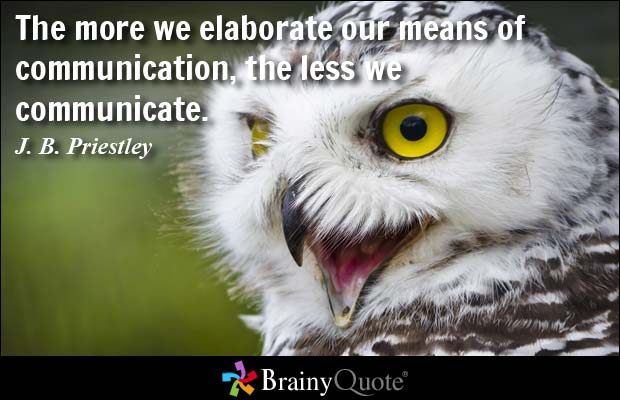 The more we elaborate our means of
communication, the less we
communicate.
J. B. Priestley
BrainyQuote®